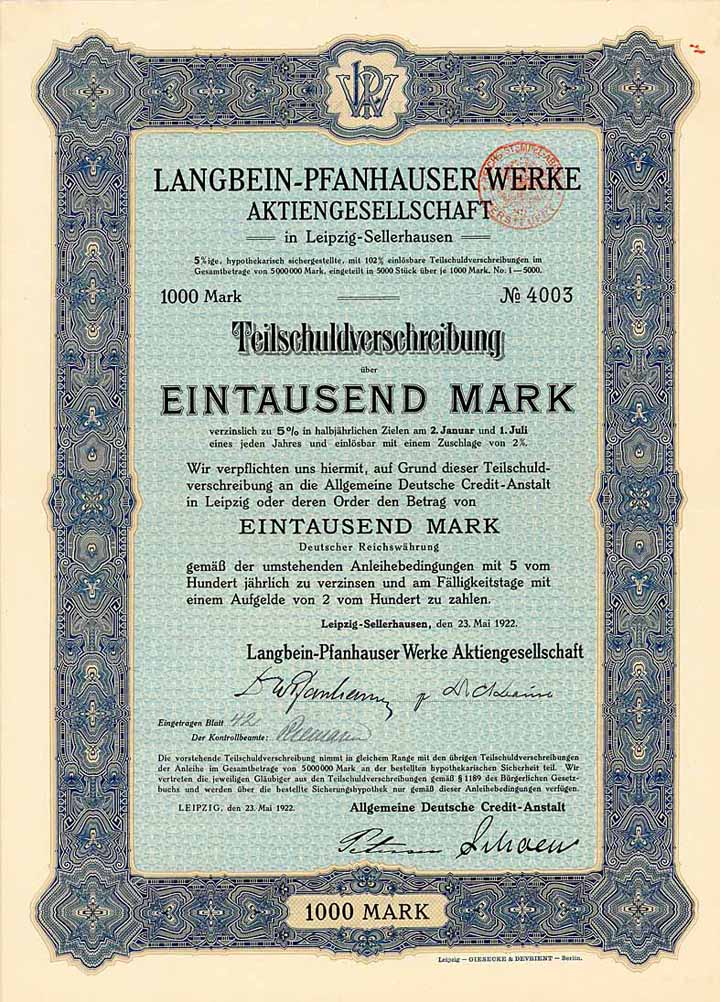 LPW
LANGBEIN-PFANHAUSER WERKE
AKTIENGESELLSCHAFT
in Leipzig-Sellerhausen
5%ige, hypothekarisch sichergestellte, mit 102% einlösbare Teilschuldverschreibungen im
Gesamtbetrage von 5000000 Mark, eingeteilt in 5000 Stück über je 1000 Mark, No. 1—5000.
1000 Mark № 4003
Teilschuldverschreibung
über
EINTAUSEND MARK
verzinslich zu 5% in halbjährlichen Zielen am 2. Januar und 1. Juli
eines jeden Jahres und einlösbar mit einem Zuschlage von 2%.
Wir verpflichten uns hiermit, auf Grund dieser Teilschuld-
verschreibung an die Allgemeine Deutsche Credit-Anstalt
in Leipzig oder deren Order den Betrag von
EINTAUSEND MARK
Deutscher Reichswährung
gemäß der umstehenden Anleihebedingungen mit 5 vom
Hundert jährlich zu verzinsen und am Fälligkeitstage mit
einem Aufgelde von 2 vom Hundert zu zahlen.
Leipzig-Sellerhausen, den 23. Mai 1922.
Langbein-Pfanhauser Werke Aktiengesellschaft
Eingetragen Blatt 42
Der Kontrollbeamte:
Die vorstehende Teilschuldverschreibung nimmt in gleichem Range mit den übrigen Teilschuldverschreibungen
der Anleihe im Gesamtbetrage von 5000000 Mark an der bestellten hypothekarischen Sicherheit teil. Wir
vertreten die jeweiligen Gläubiger aus den Teilschuldverschreibungen gemäß § 1189 des Bürgerlichen Gesetz-
buchs und werden über die bestellte Sicherungshypothek nur gemäß dieser Anleihebedingungen verfügen.
LEIPZIG, den 23. Mai 1922. Allgemeine Deutsche Credit-Anstalt
1000 MARK
Leipzig — GIESECKE & DEVRIENT — Berlin.